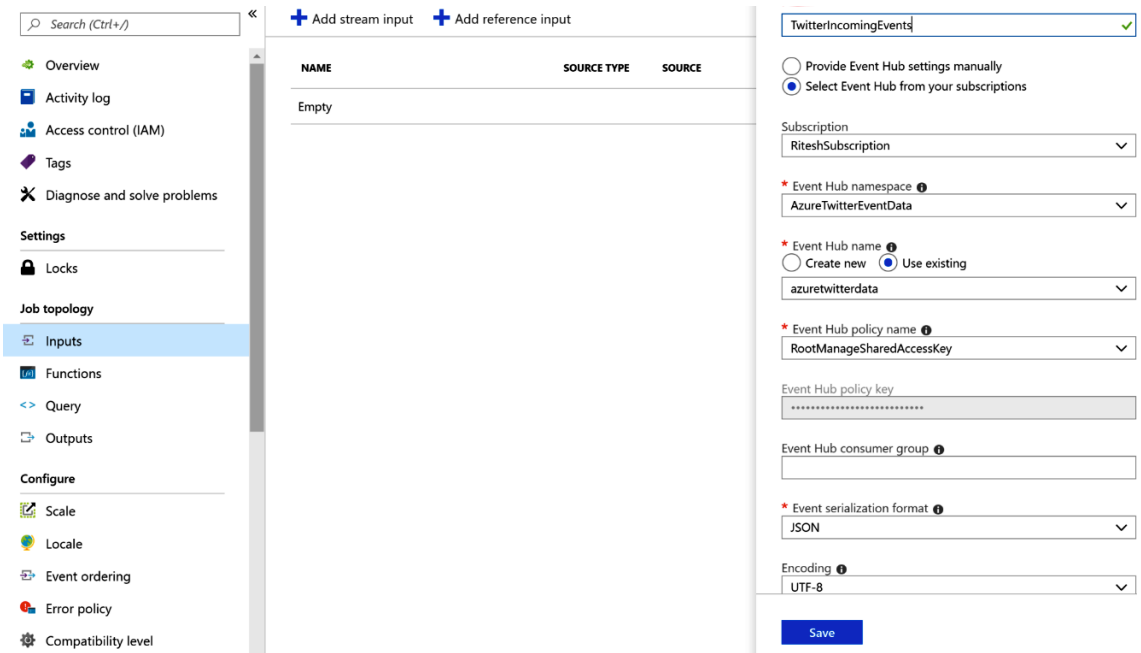 Search (Ctrl+/)
«
Overview
Activity log
Access control (IAM)
Tags
Diagnose and solve problems
Settings
Locks
Job topology
Inputs
Functions
Query
Outputs
Configure
Scale
Locale
Event ordering
Error policy
Compatibility level
Add stream input
Add reference input
NAME SOURCE TYPE SOURCE
Empty
TwitterIncomingEvents
Provide Event Hub settings manually
Select Event Hub from your subscriptions
Subscription
RiteshSubscription
* Event Hub namespace
AzureTwitterEventData
* Event Hub name
Create new Use existing
azuretwitterdata
* Event Hub policy name
RootManageSharedAccessKey
Event Hub policy key
•••••••••••••••••••••••••••
Event Hub consumer group
* Event serialization format
JSON
Encoding
UTF-8
Save